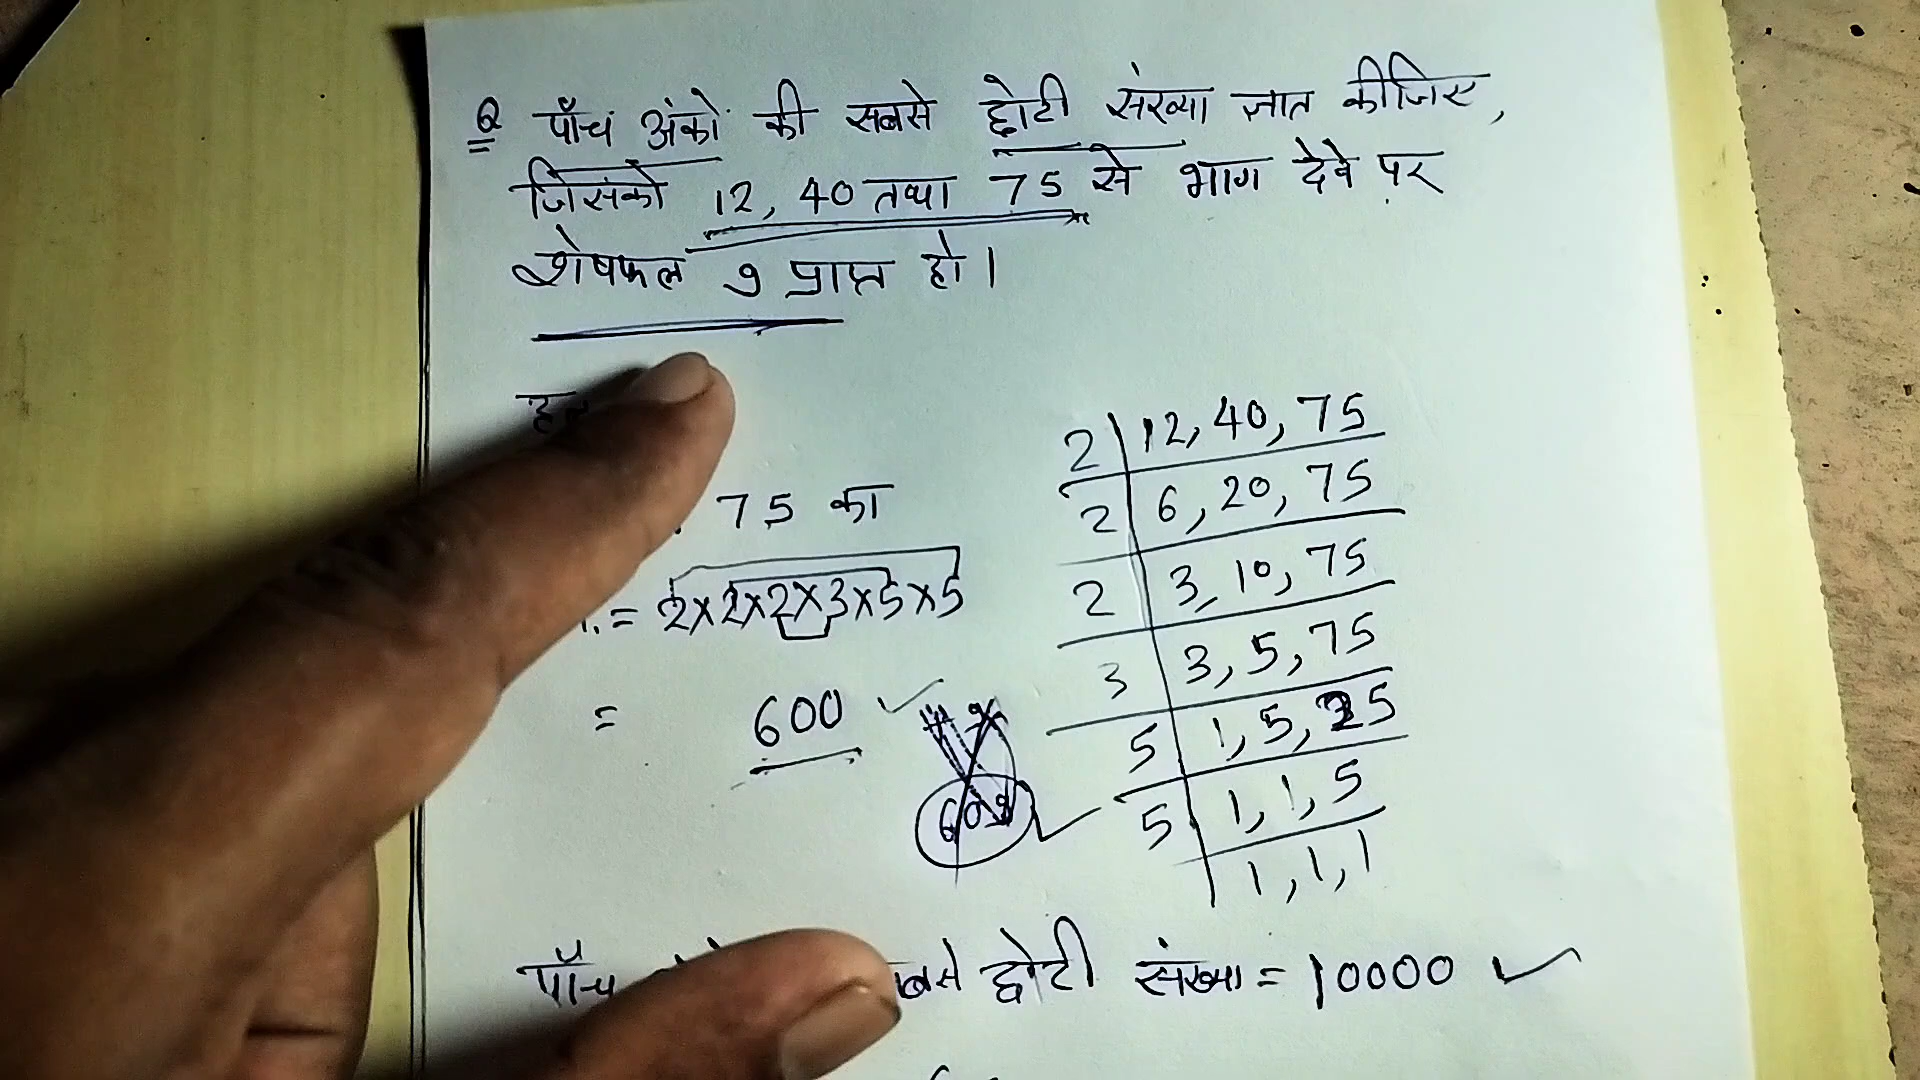 Q पाँच अंकों की सबसे छोटी संख्या ज्ञात कीजिए,
जिसको 12, 40 तथा 75 से भाग देने पर
शेषफल 9 प्राप्त हो।
हल
75 का
= 2×2×2×3×5×5
= 600
2 | 12, 40, 75
2 | 6, 20, 75
2 | 3, 10, 75
3 | 3, 5, 75
5 | 1, 5, 25
5 | 1, 1, 5
1, 1, 1
पाँच छोटी संख्या = 10000